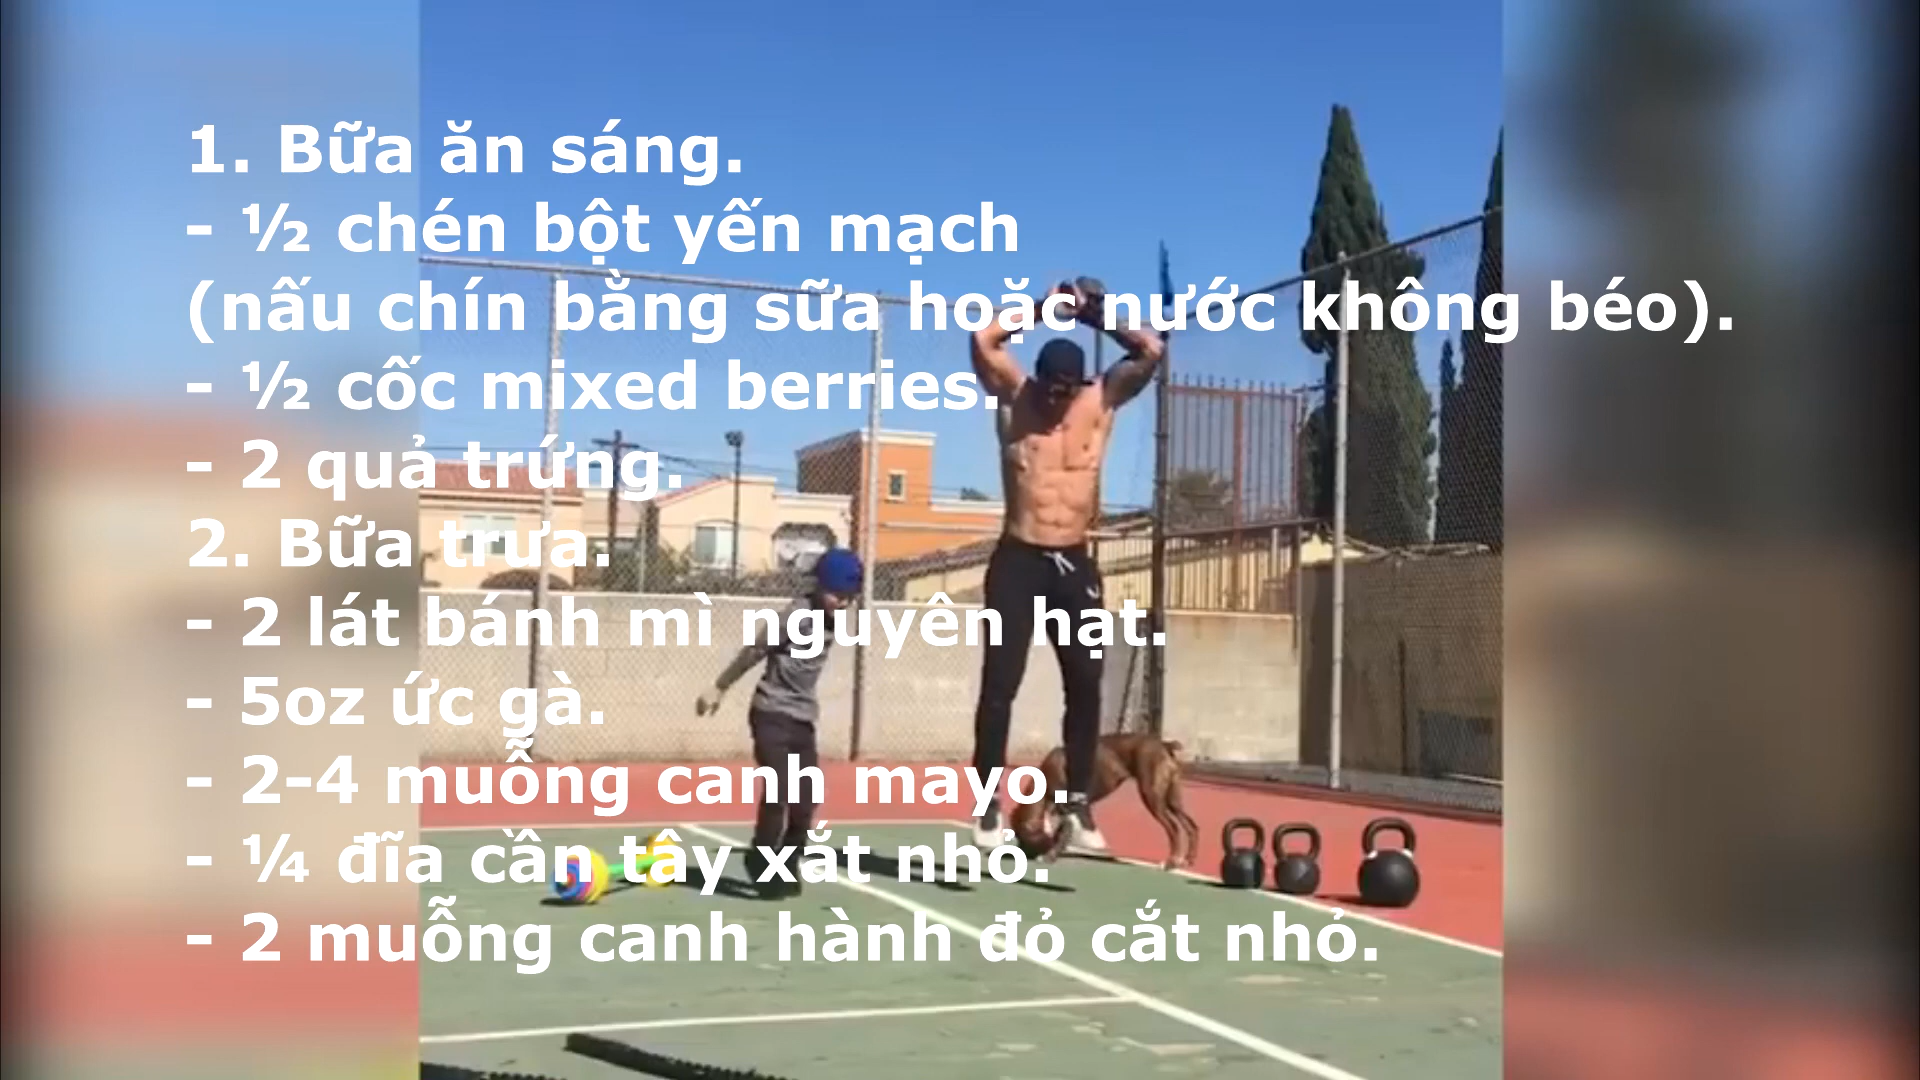 1. Bữa ăn sáng.
- ½ chén bột yến mạch
(nấu chín bằng sữa hoặc nước không béo).
- ½ cốc mixed berries.
- 2 quả trứng.
2. Bữa trưa.
- 2 lát bánh mì nguyên hạt.
- 5oz ức gà.
- 2-4 muỗng canh mayo.
- ¼ đĩa cần tây xắt nhỏ.
- 2 muỗng canh hành đỏ cắt nhỏ.